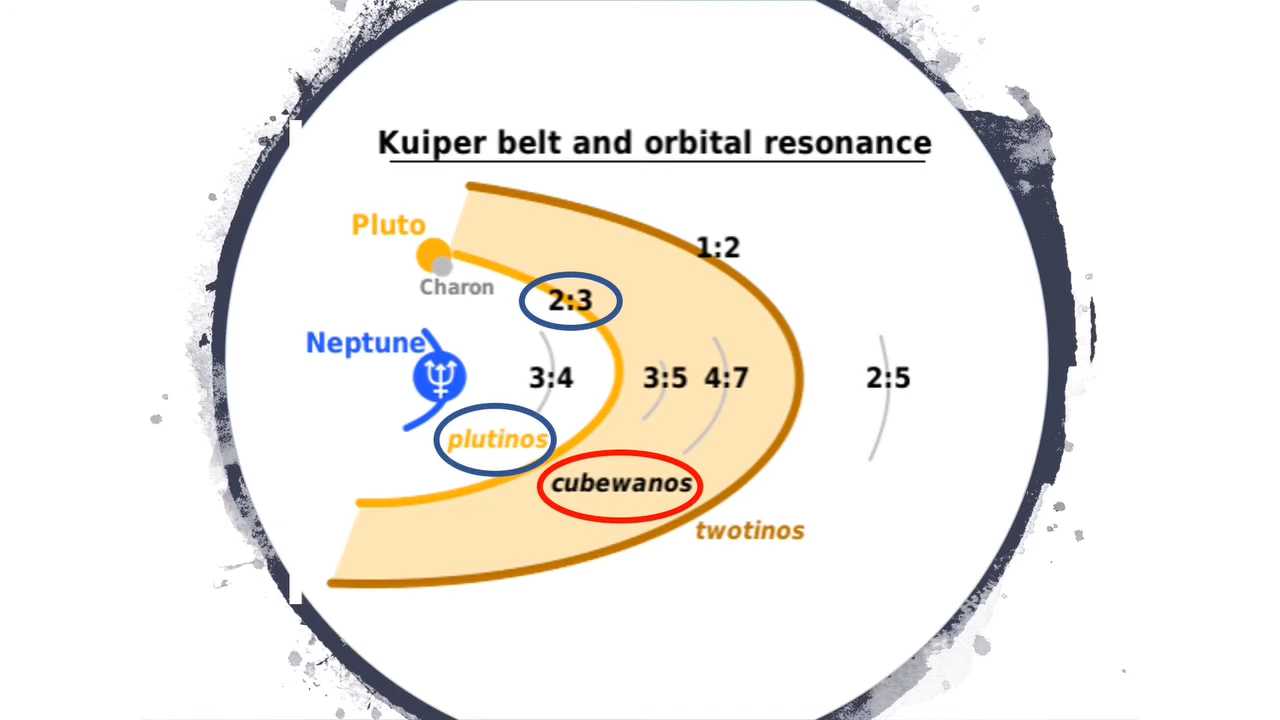 Kuiper belt and orbital resonance
Pluto
1:2
Charon
2:3
Neptune
3:4
3:5
4:7
2:5
plutinos
cubewanos
twotinos